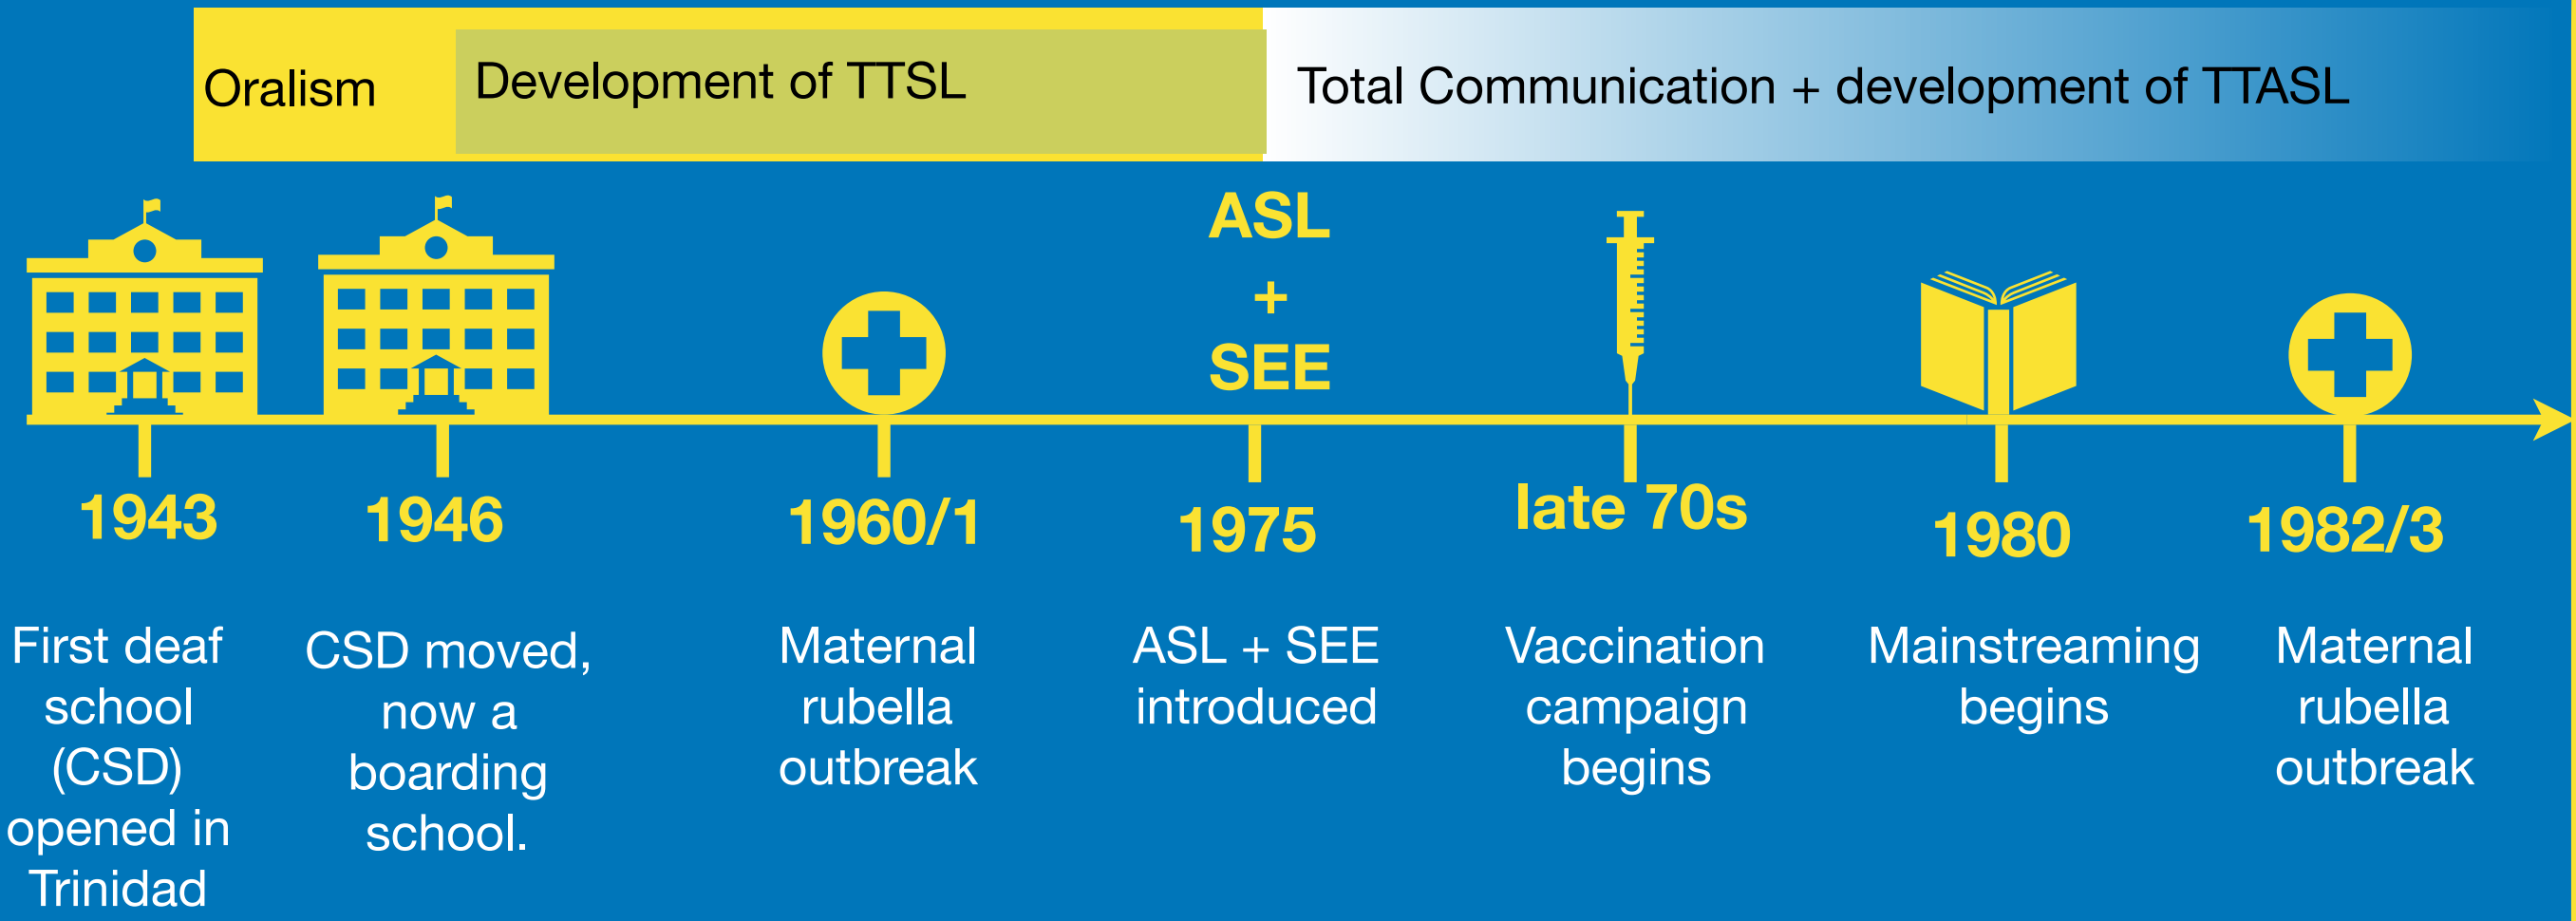 Oralism
Development of TTSL
Total Communication + development of TTASL
ASL
+
SEE
1943
First deaf
school
(CSD)
opened in
Trinidad
1946
CSD moved,
now a
boarding
school.
1960/1
Maternal
rubella
outbreak
1975
ASL + SEE
introduced
late 70s
Vaccination
campaign
begins
1980
Mainstreaming
begins
1982/3
Maternal
rubella
outbreak